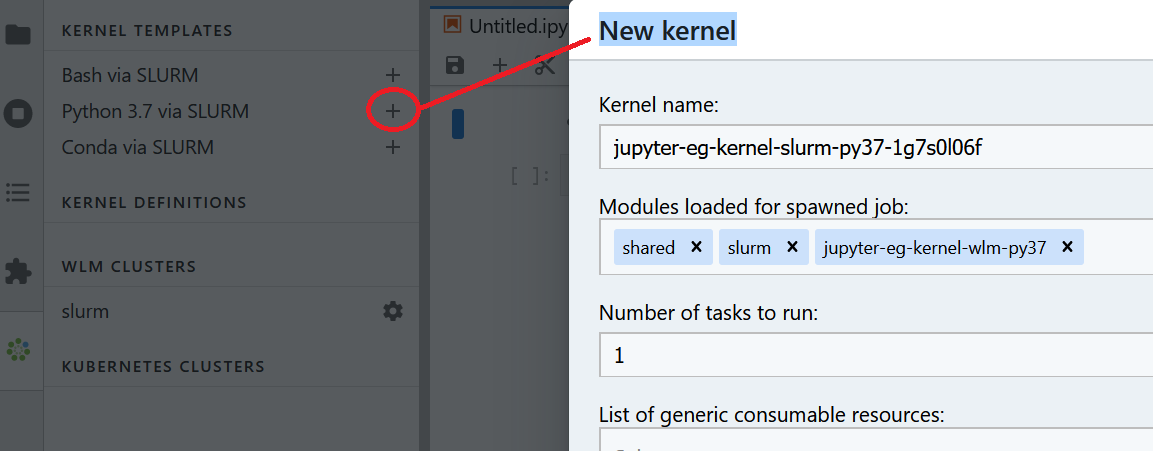 KERNEL TEMPLATES
Bash via SLURM
Python 3.7 via SLURM
Conda via SLURM
KERNEL DEFINITIONS
WLM CLUSTERS
slurm
KUBERNETES CLUSTERS
Untitled.ipy
[ ]:
New kernel
Kernel name:
jupyter-eg-kernel-slurm-py37-1g7s0l06f
Modules loaded for spawned job:
shared × slurm × jupyter-eg-kernel-wlm-py37 ×
Number of tasks to run:
1
List of generic consumable resources: